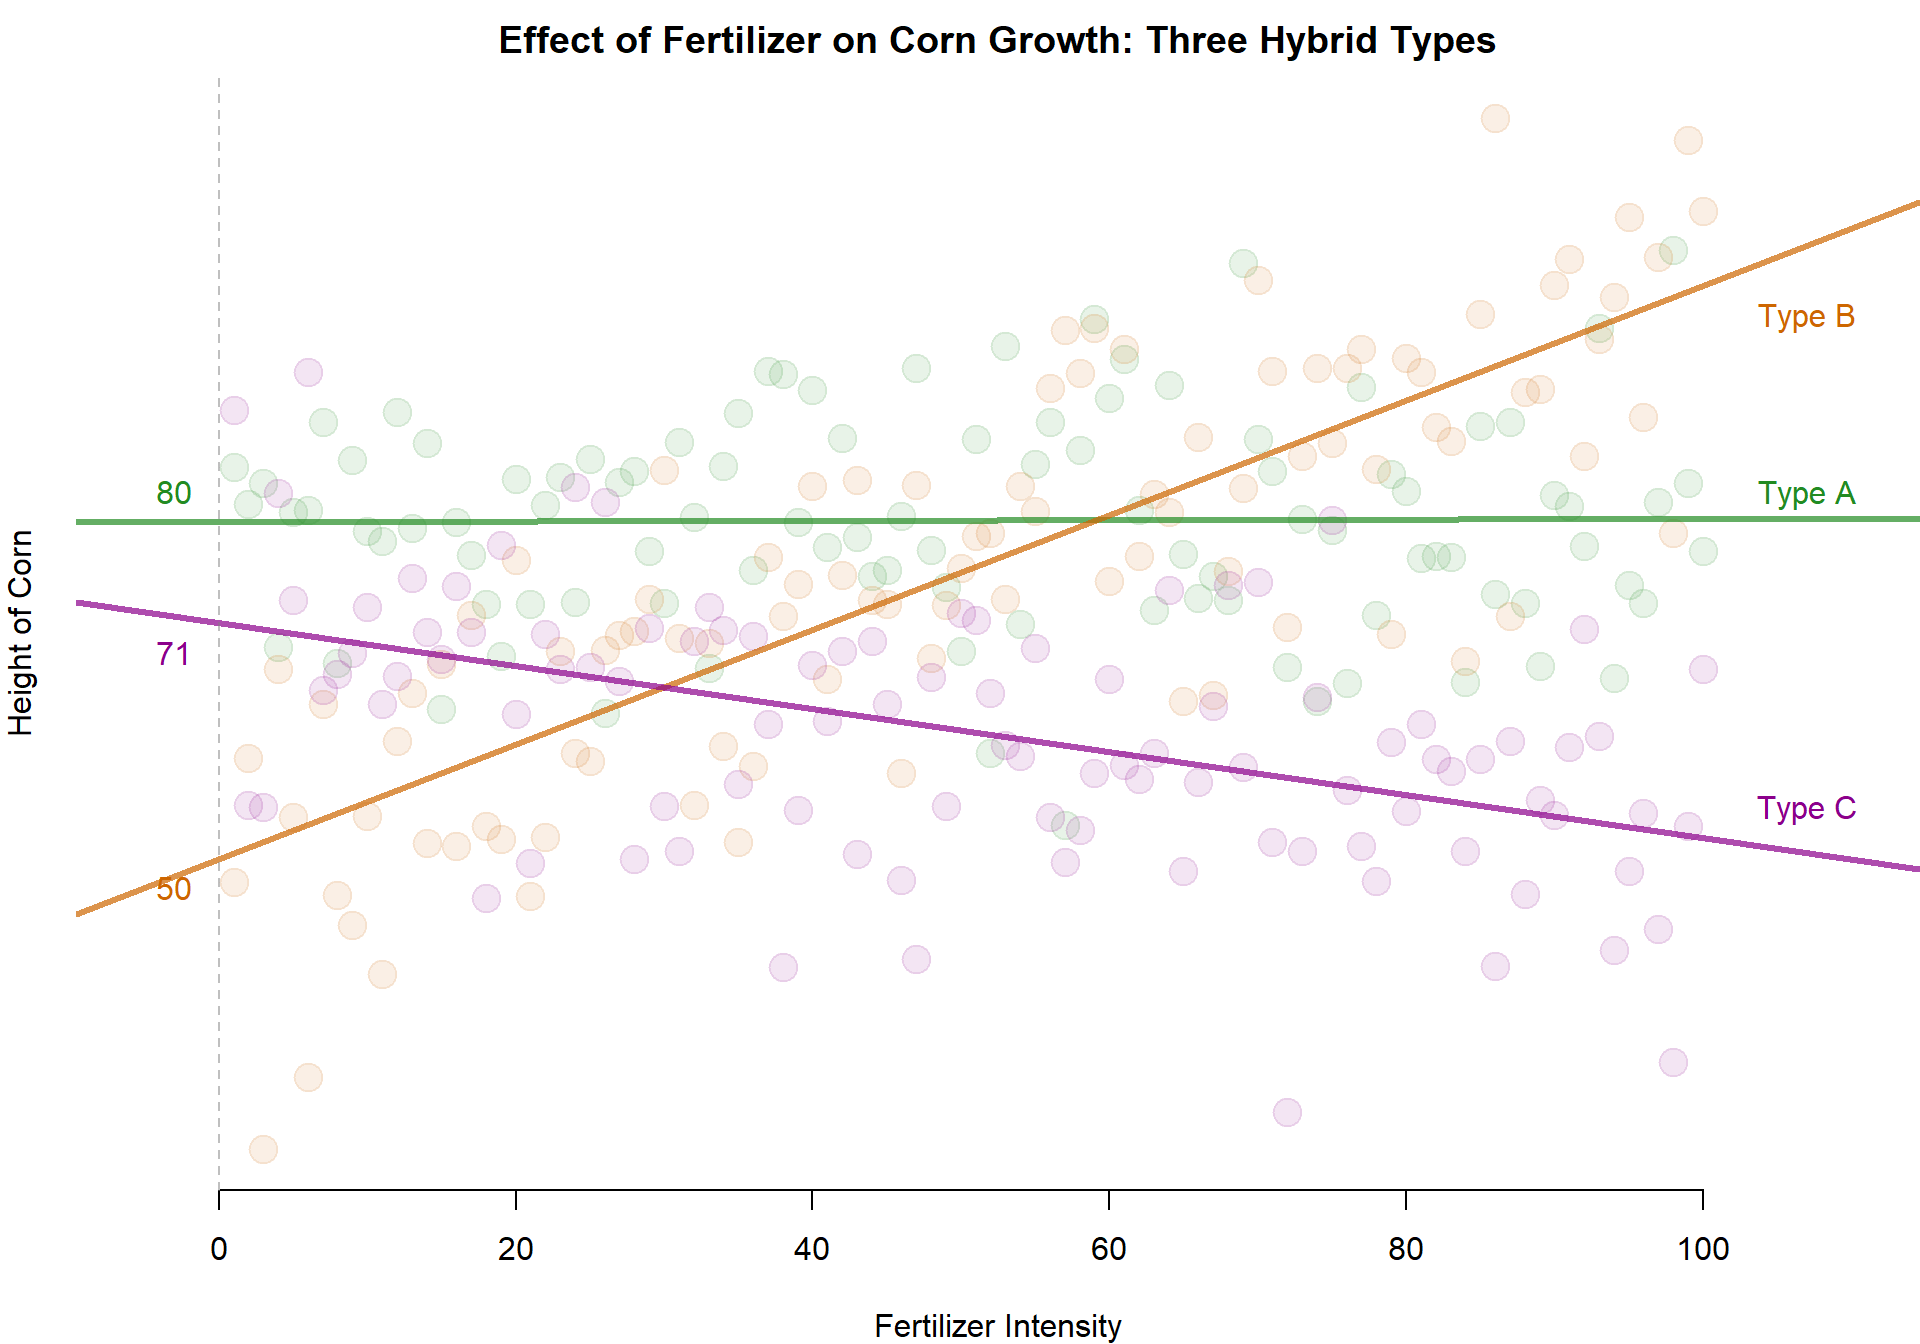 Effect of Fertilizer on Corn Growth: Three Hybrid Types
Type B
80
Type A
Height of Corn
71
Type C
50
0 20 40 60 80 100
Fertilizer Intensity